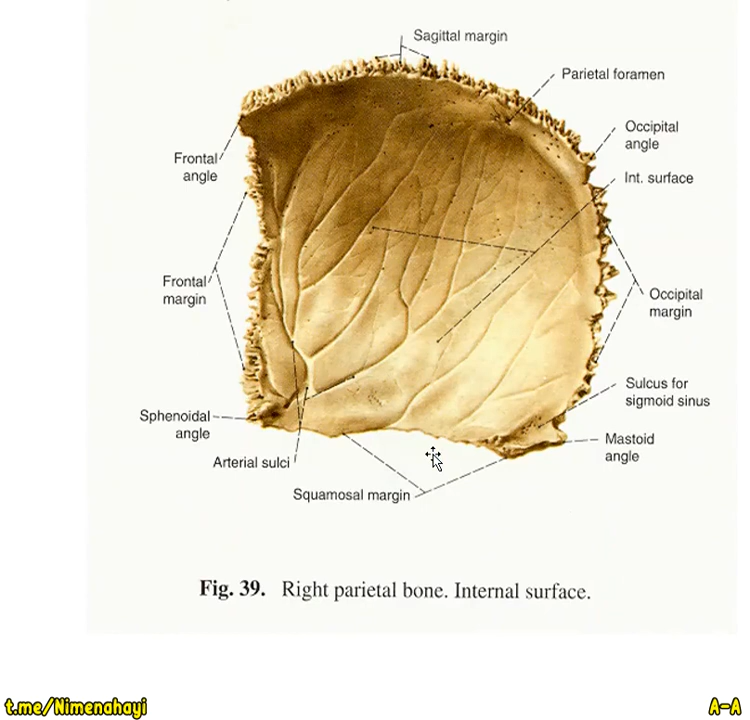 Sagittal margin
Parietal foramen
Occipital
angle
Int. surface
Frontal
angle
Frontal
margin
Occipital
margin
Sulcus for
sigmoid sinus
Sphenoidal
angle
Mastoid
angle
Arterial sulci
Squamosal margin
Fig. 39. Right parietal bone. Internal surface.
t.me/Nimenahayi
A-A